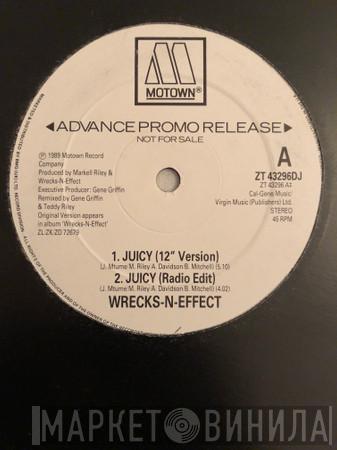 MOTOWN®
◄ADVANCE PROMO RELEASE►
NOT FOR SALE
℗ 1989 Motown Record
Company
Produced by Markell Riley &
Wrecks-N-Effect
Executive Producer: Gene Griffin
Remixed by Gene Griffin
& Teddy Riley
Original Version appears
in album 'Wrecks-N-Effect'
ZL·ZK·ZD 72679
A
ZT 43296DJ
ZT 43296 A1
Cal-Gene Music/
Virgin Music (Publishers) Ltd.
STEREO
45 RPM
1. JUICY (12" Version)
(J. Mtume M. Riley A. Davidson B. Mitchell) (5.10)
2. JUICY (Radio Edit)
(J. Mtume M. Riley A. Davidson B. Mitchell) (4.02)
WRECKS-N-EFFECT
МАРКЕТ ВИНИЛА